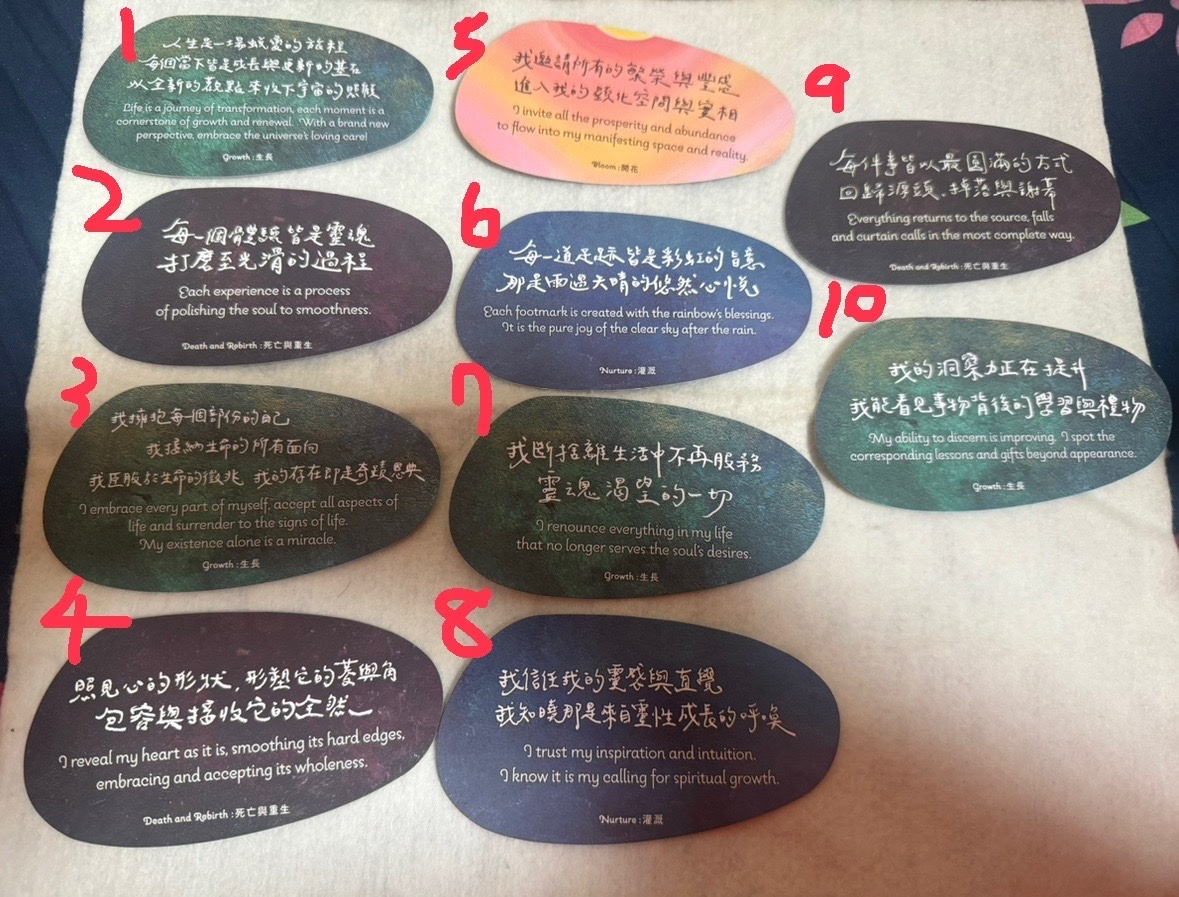 1
人生是一場蛻變的旅程
每個當下皆是成長與更新的基石
以全新的觀點來收下宇宙的照拂
Life is a journey of transformation, each moment is a
cornerstone of growth and renewal. With a brand new
perspective, embrace the universe's loving care!
Growth : 生長
2
每一個體驗皆是靈魂
打磨至光滑的過程
Each experience is a process
of polishing the soul to smoothness.
Death and Rebirth : 死亡與重生
3
我擁抱每個部份的自己
我接納生命的所有面向
我臣服於生命的徵兆 我的存在即是奇蹟恩典
I embrace every part of myself, accept all aspects of
life and surrender to the signs of life.
My existence alone is a miracle.
Growth : 生長
4
照見心的形狀，形塑它的菱與角
包容與接收它的全然
I reveal my heart as it is, smoothing its hard edges,
embracing and accepting its wholeness.
Death and Rebirth : 死亡與重生
5
我邀請所有的繁榮與豐盛
進入我的顯化空間與實相
I invite all the prosperity and abundance
to flow into my manifesting space and reality.
Bloom : 開花
6
每一道足跡皆是彩虹的旨意
那是雨過天晴的悠然心悅
Each footmark is created with the rainbow's blessings.
It is the pure joy of the clear sky after the rain.
Nurture : 灌溉
7
我斷捨離生活中不再服務
靈魂渴望的一切
I renounce everything in my life
that no longer serves the soul's desires.
Growth : 生長
8
我信任我的靈感與直覺
我知曉那是來自靈性成長的呼喚
I trust my inspiration and intuition.
I know it is my calling for spiritual growth.
Nurture : 灌溉
9
每件事皆以最圓滿的方式
回歸源頭、掉落與謝幕
Everything returns to the source, falls
and curtain calls in the most complete way.
Death and Rebirth : 死亡與重生
10
我的洞察力正在提升
我能看見事物背後的學習與禮物
My ability to discern is improving. I spot the
corresponding lessons and gifts beyond appearance.
Growth : 生長